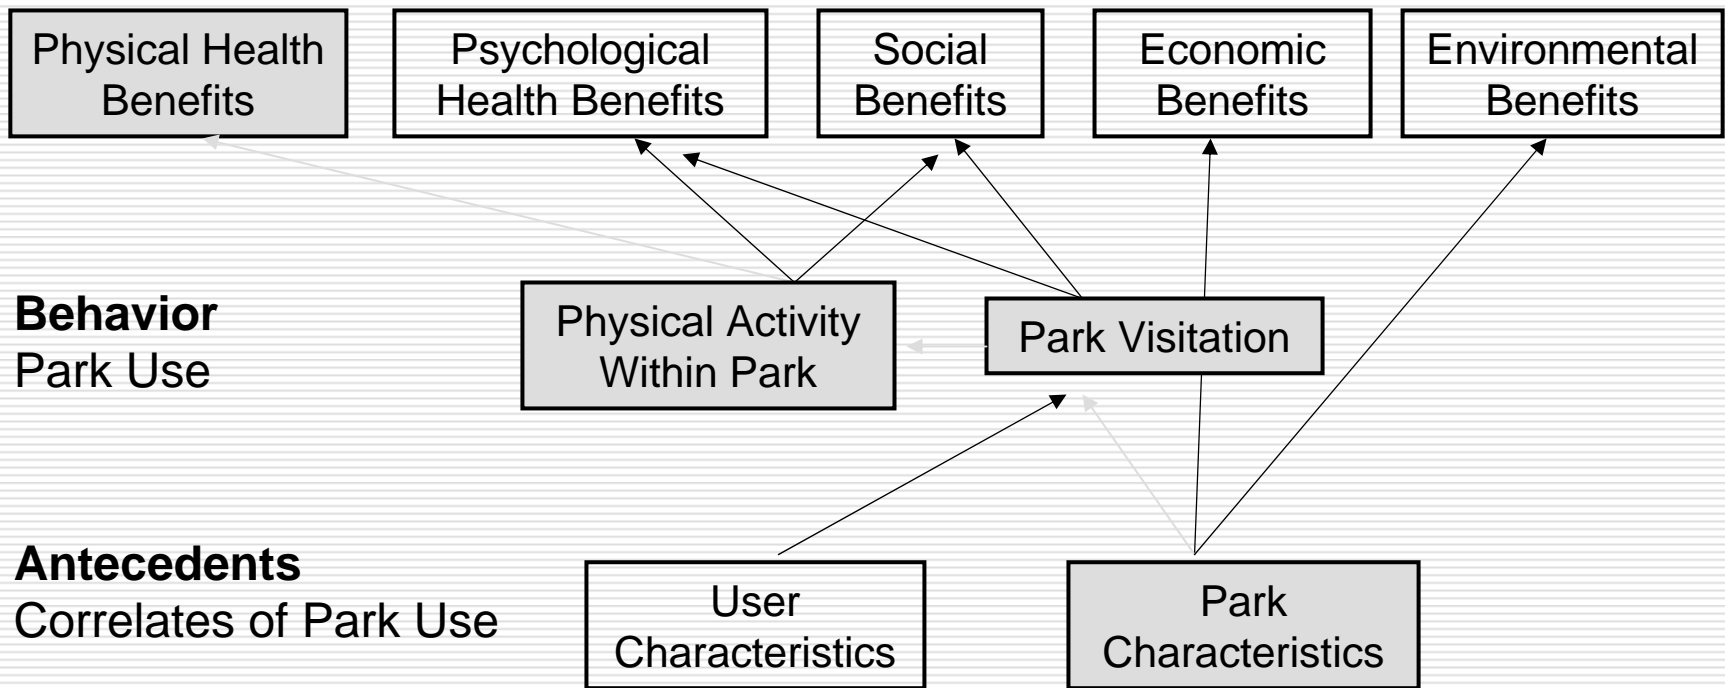 Physical Health
Benefits
Psychological
Health Benefits
Social
Benefits
Economic
Benefits
Environmental
Benefits
Behavior
Park Use
Physical Activity
Within Park
Park Visitation
Antecedents
Correlates of Park Use
User
Characteristics
Park
Characteristics